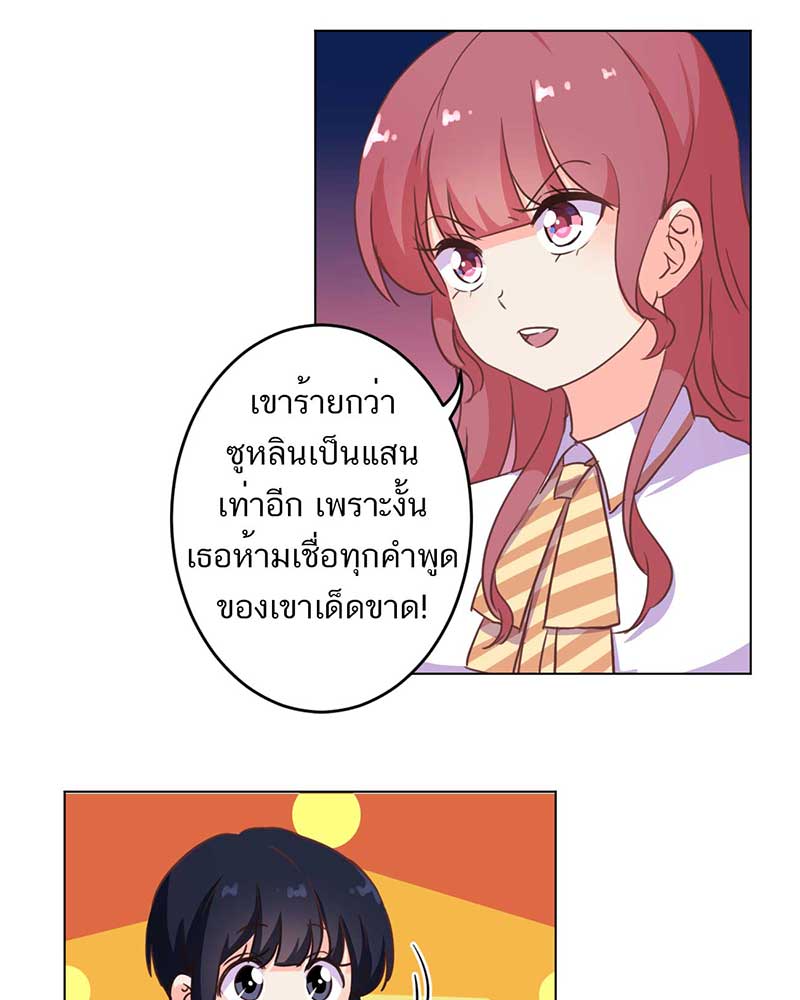 เขาร้ายกว่า
ซูหลินเป็นแสน
เท่าอีก เพราะงั้น
เธอห้ามเชื่อทุกคำพูด
ของเขาเด็ดขาด!